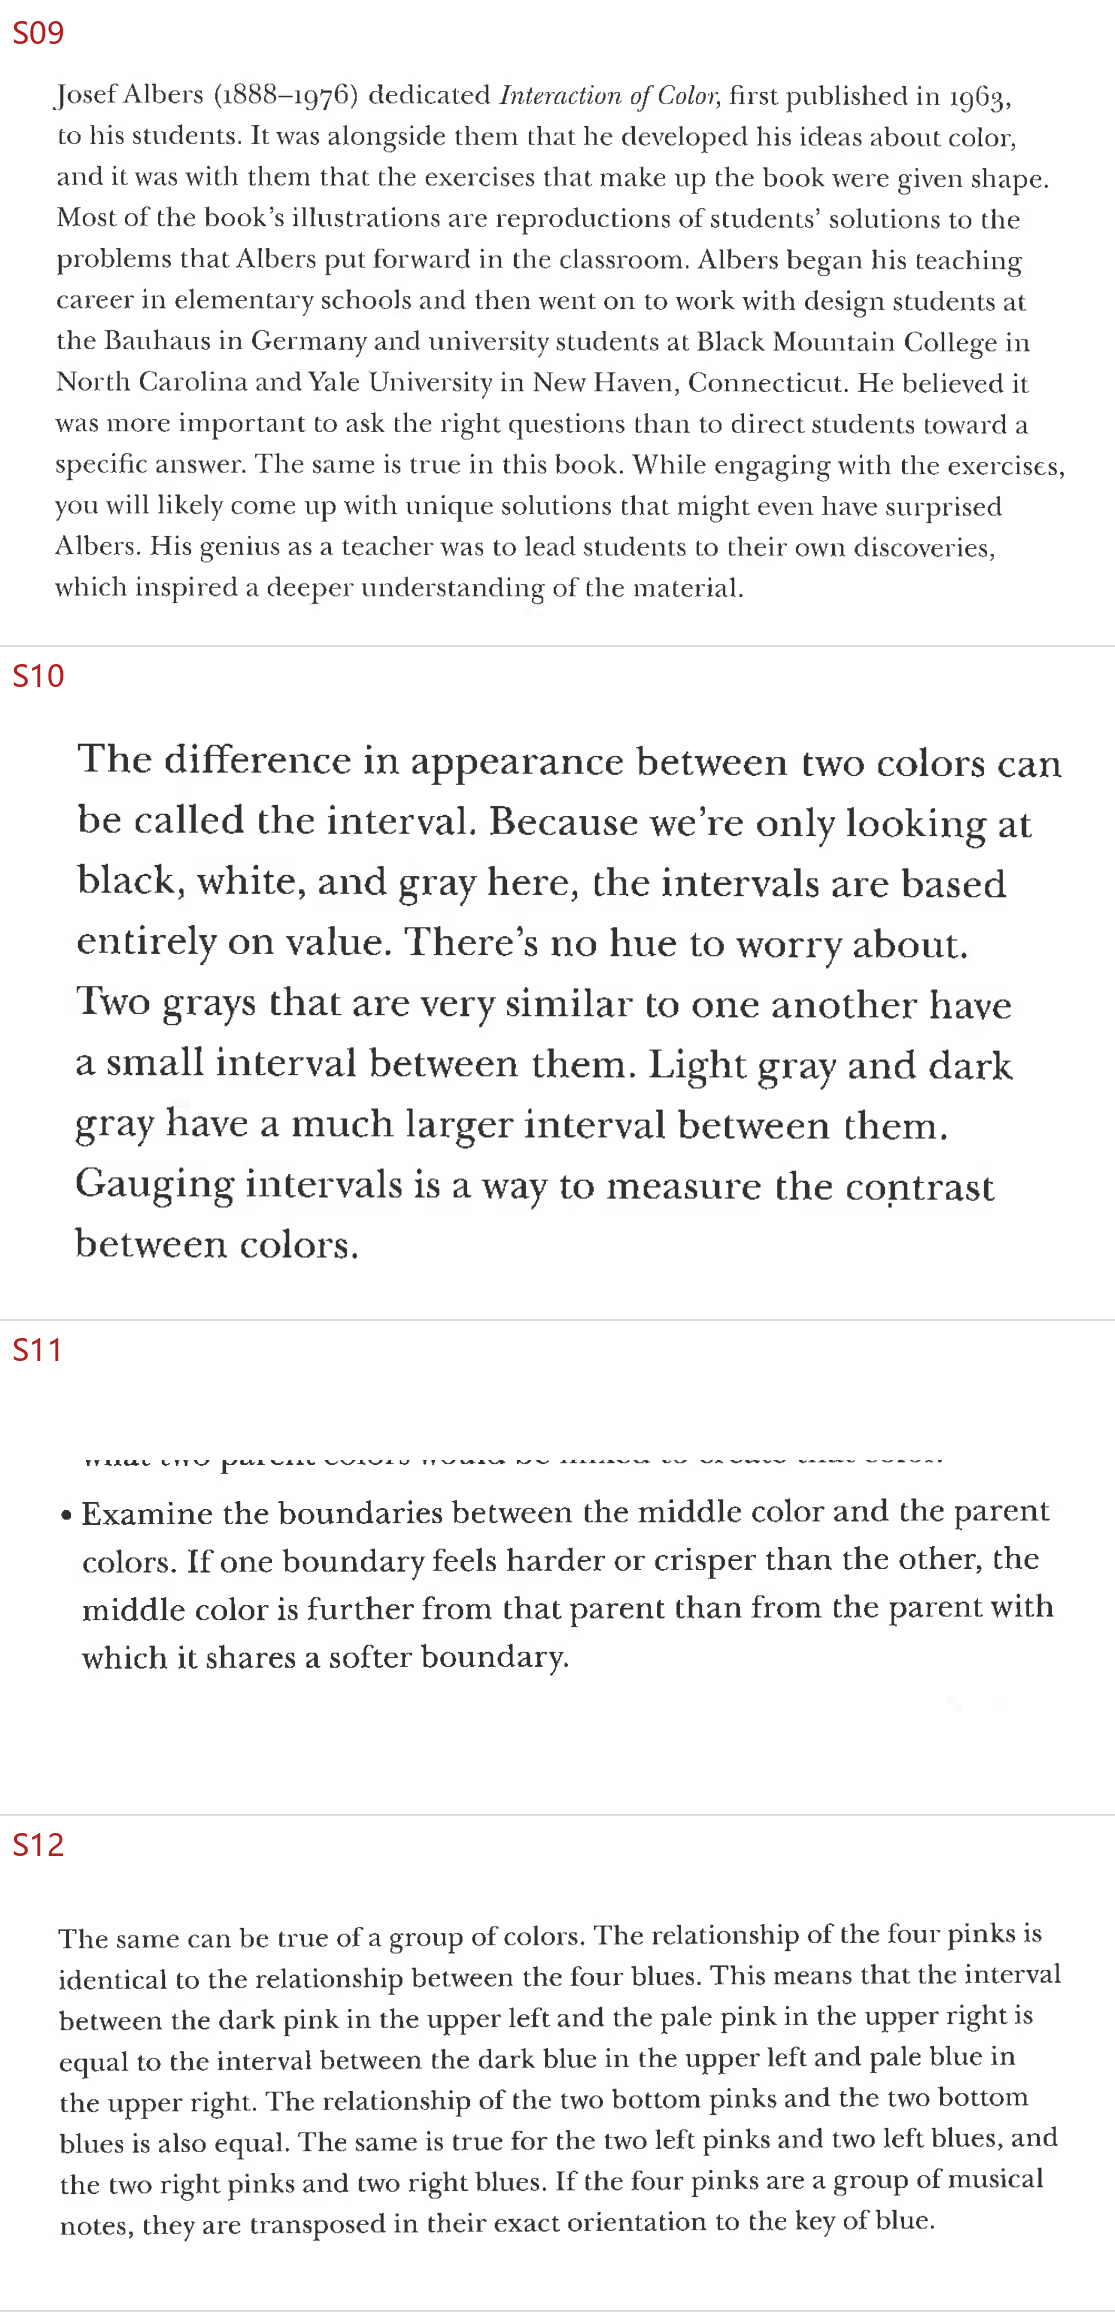 S09
Josef Albers (1888–1976) dedicated Interaction of Color, first published in 1963,
to his students. It was alongside them that he developed his ideas about color,
and it was with them that the exercises that make up the book were given shape.
Most of the book’s illustrations are reproductions of students’ solutions to the
problems that Albers put forward in the classroom. Albers began his teaching
career in elementary schools and then went on to work with design students at
the Bauhaus in Germany and university students at Black Mountain College in
North Carolina and Yale University in New Haven, Connecticut. He believed it
was more important to ask the right questions than to direct students toward a
specific answer. The same is true in this book. While engaging with the exercises,
you will likely come up with unique solutions that might even have surprised
Albers. His genius as a teacher was to lead students to their own discoveries,
which inspired a deeper understanding of the material.
S10
The difference in appearance between two colors can
be called the interval. Because we’re only looking at
black, white, and gray here, the intervals are based
entirely on value. There’s no hue to worry about.
Two grays that are very similar to one another have
a small interval between them. Light gray and dark
gray have a much larger interval between them.
Gauging intervals is a way to measure the contrast
between colors.
S11
• Examine the boundaries between the middle color and the parent
colors. If one boundary feels harder or crisper than the other, the
middle color is further from that parent than from the parent with
which it shares a softer boundary.
S12
The same can be true of a group of colors. The relationship of the four pinks is
identical to the relationship between the four blues. This means that the interval
between the dark pink in the upper left and the pale pink in the upper right is
equal to the interval between the dark blue in the upper left and pale blue in
the upper right. The relationship of the two bottom pinks and the two bottom
blues is also equal. The same is true for the two left pinks and two left blues, and
the two right pinks and two right blues. If the four pinks are a group of musical
notes, they are transposed in their exact orientation to the key of blue.